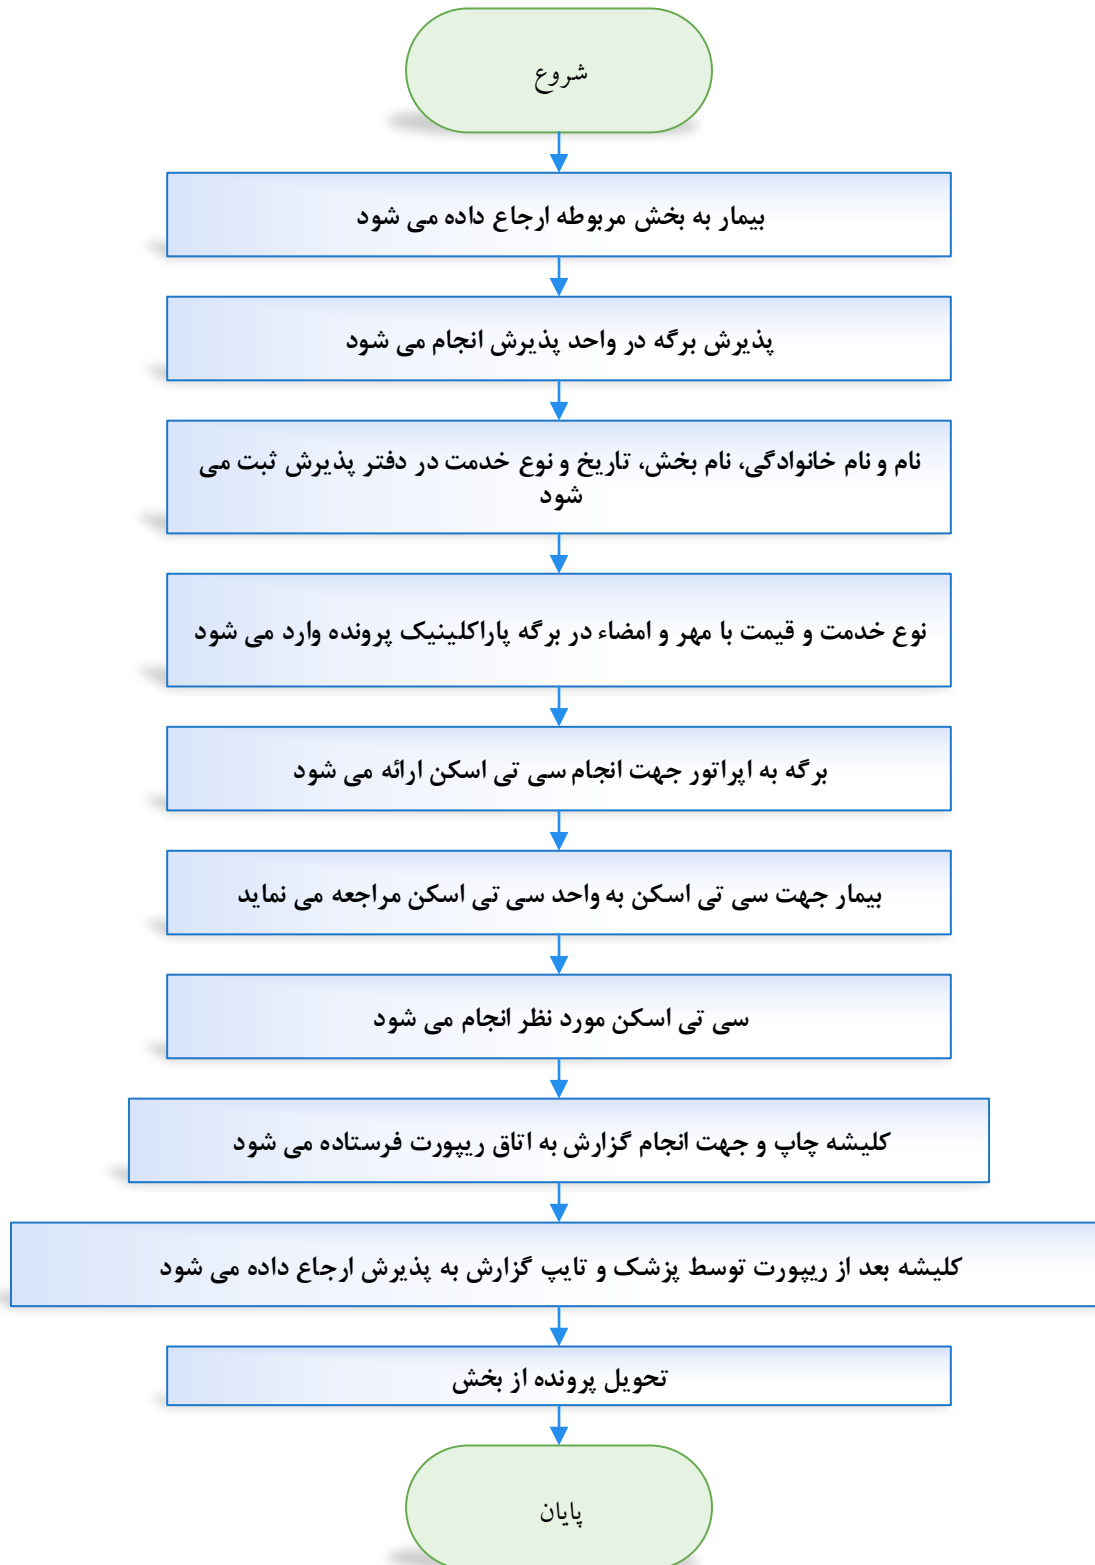 شروع
بیمار به بخش مربوطه ارجاع داده می شود
پذیرش برگه در واحد پذیرش انجام می شود
نام و نام خانوادگی، نام بخش، تاریخ و نوع خدمت در دفتر پذیرش ثبت می
شود
نوع خدمت و قیمت با مهر و امضاء در برگه پاراکلینیک پرونده وارد می شود
برگه به اپراتور جهت انجام سی تی اسکن ارائه می شود
بیمار جهت سی تی اسکن به واحد سی تی اسکن مراجعه می نماید
سی تی اسکن مورد نظر انجام می شود
کلیشه چاپ و جهت انجام گزارش به اتاق ریپورت فرستاده می شود
کلیشه بعد از ریپورت توسط پزشک و تایپ گزارش به پذیرش ارجاع داده می شود
تحویل پرونده از بخش
پایان